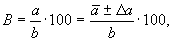 B = a/b · 100 = (a̅ ± Δa)/b · 100,